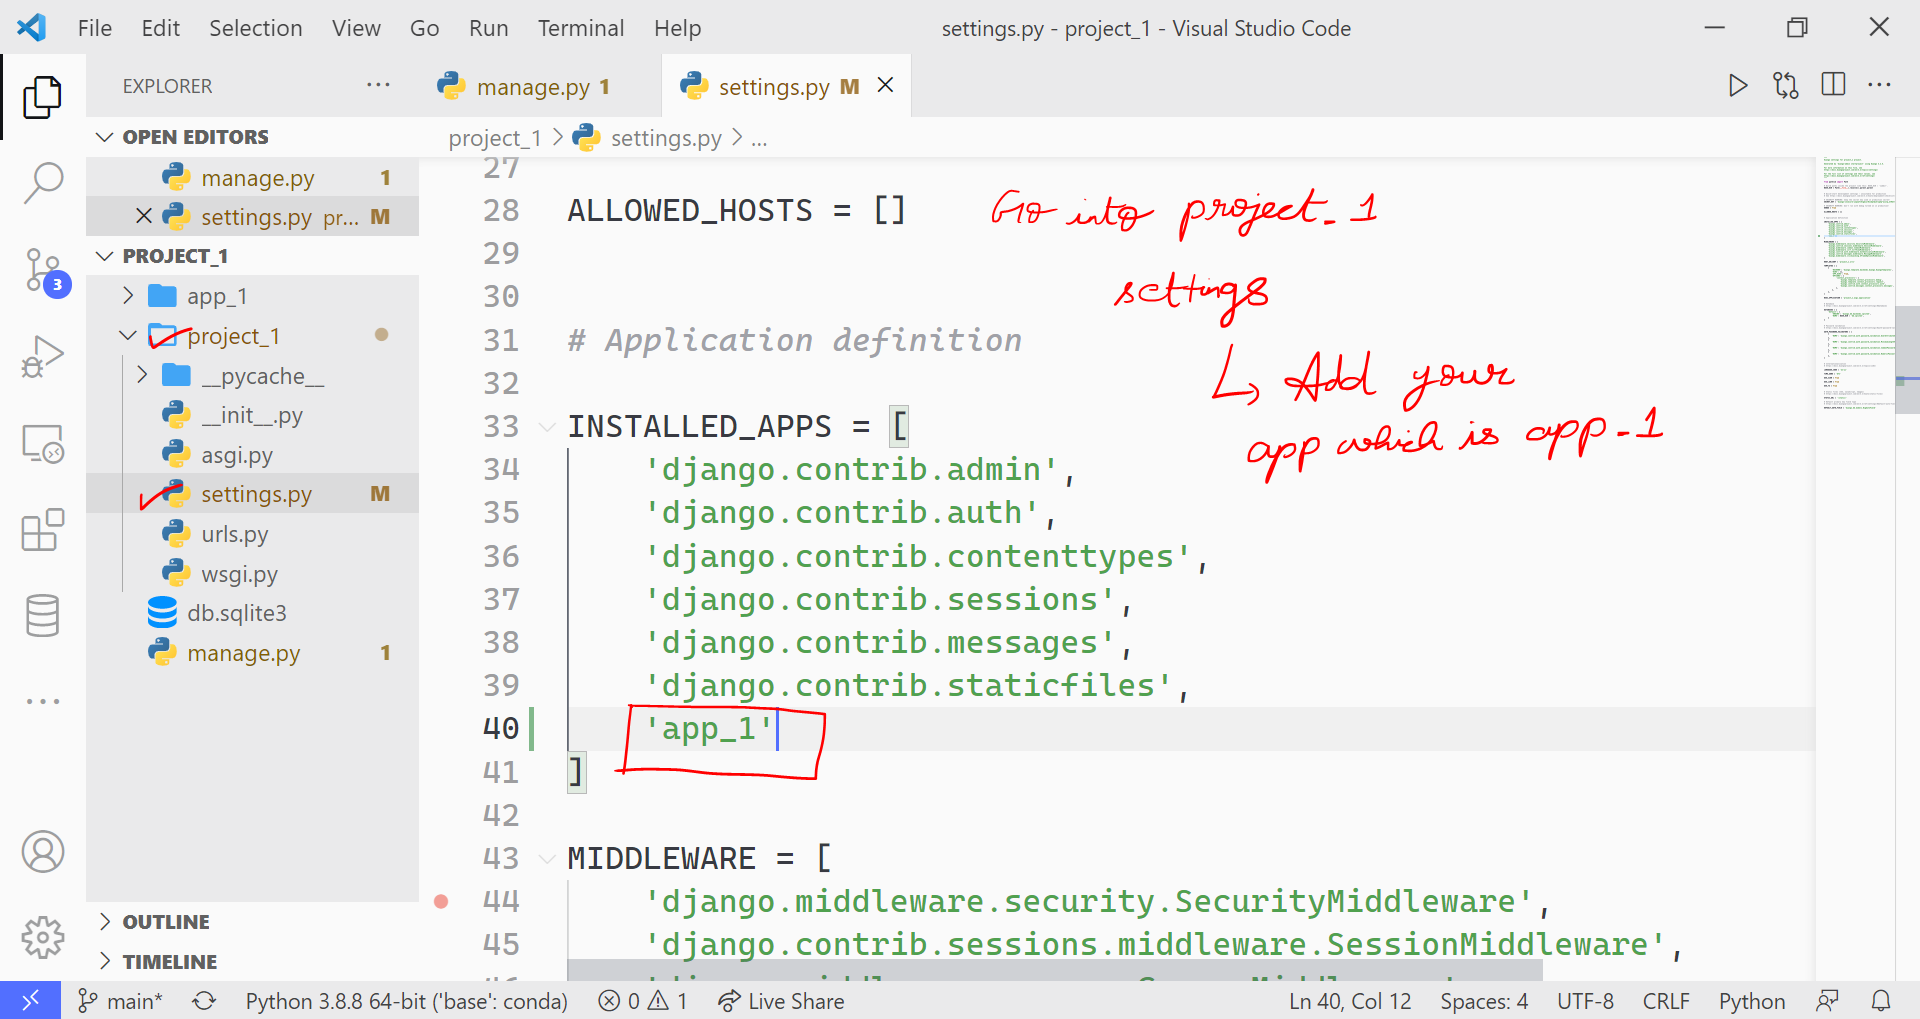 File Edit Selection View Go Run Terminal Help
settings.py - project_1 - Visual Studio Code
EXPLORER
manage.py 1
settings.py M
OPEN EDITORS
manage.py 1
settings.py pr... M
PROJECT_1
app_1
project_1
__pycache__
__init__.py
asgi.py
settings.py M
urls.py
wsgi.py
db.sqlite3
manage.py 1
OUTLINE
TIMELINE
3
project_1 > settings.py > ...
27
28 ALLOWED_HOSTS = []
29
30
31 # Application definition
32
33 INSTALLED_APPS = [
34 'django.contrib.admin',
35 'django.contrib.auth',
36 'django.contrib.contenttypes',
37 'django.contrib.sessions',
38 'django.contrib.messages',
39 'django.contrib.staticfiles',
40 'app_1'
41 ]
42
43 MIDDLEWARE = [
44 'django.middleware.security.SecurityMiddleware',
45 'django.contrib.sessions.middleware.SessionMiddleware',
Go into project_1
settings
Add your
app which is app_1
main* Python 3.8.8 64-bit ('base': conda) 0 1 Live Share
Ln 40, Col 12 Spaces: 4 UTF-8 CRLF Python